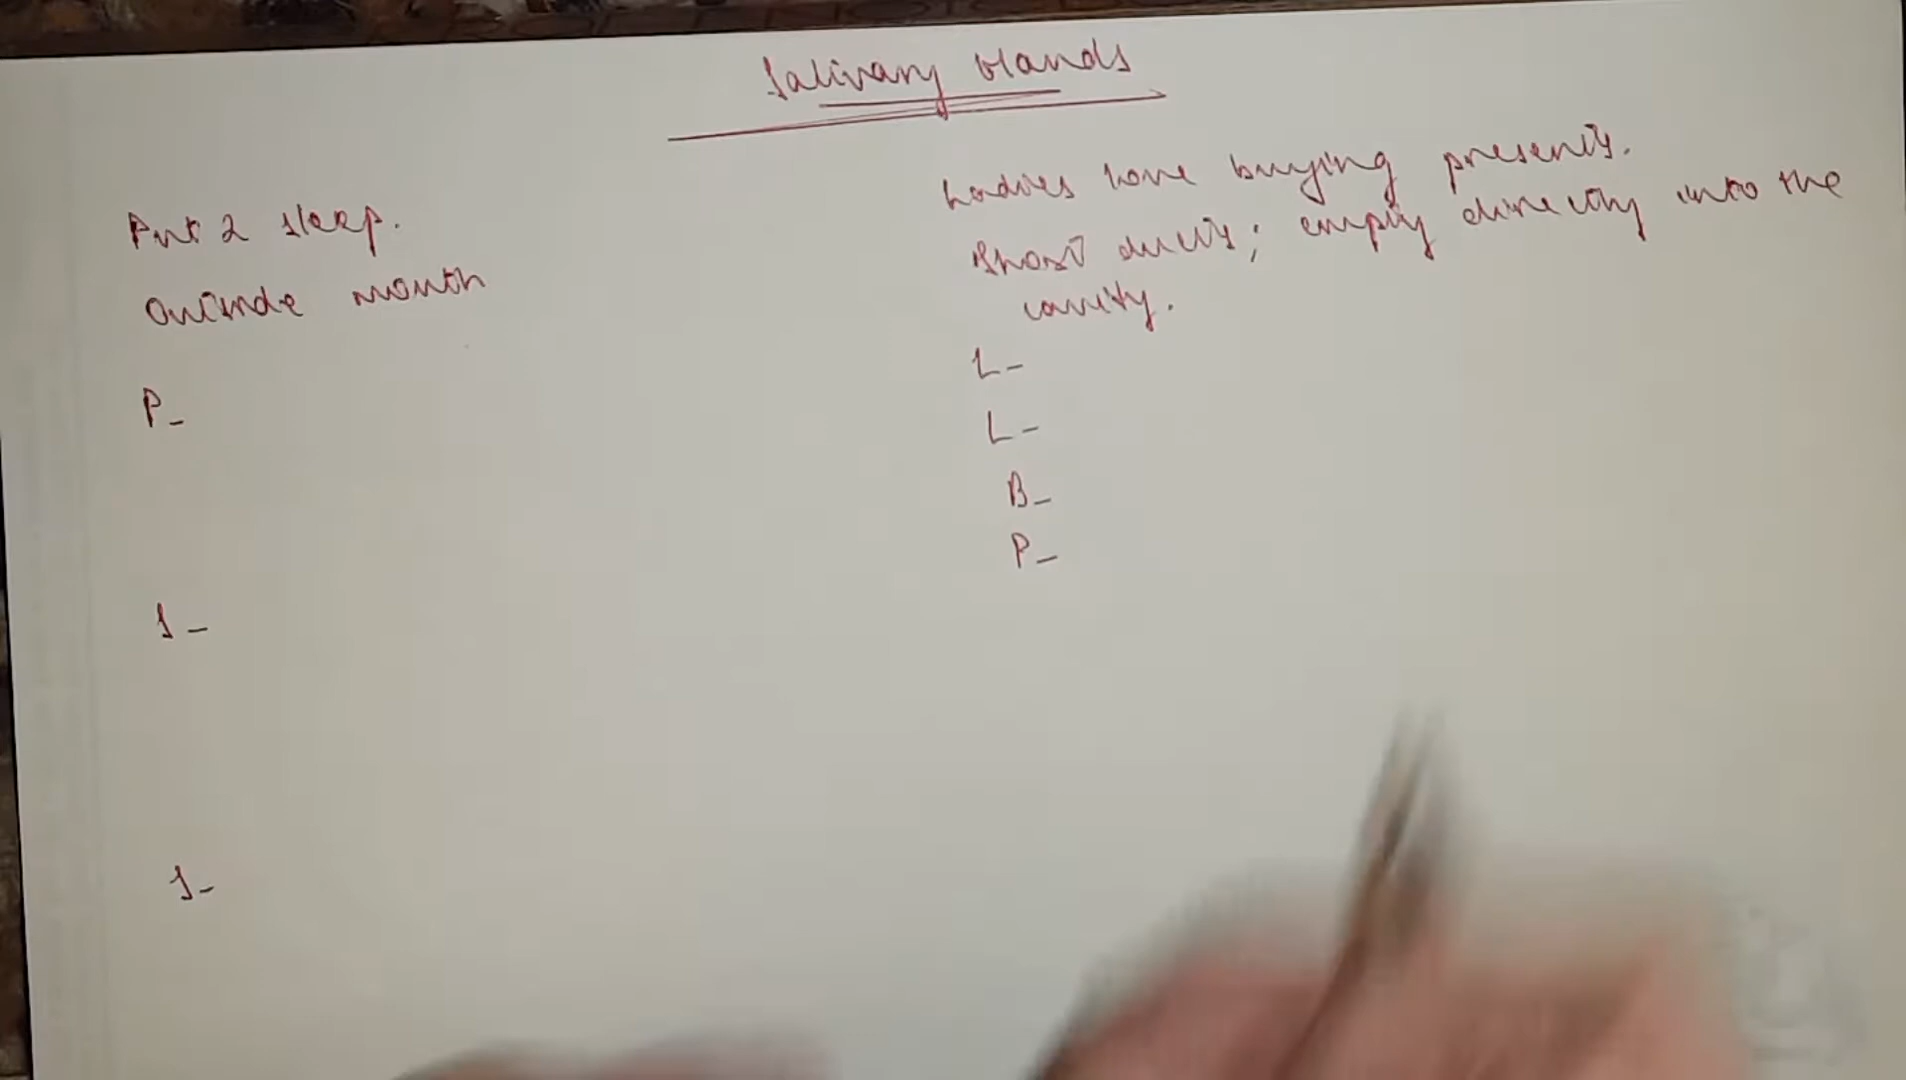 Salivary Glands
Put 2 sleep.
Outside mouth
P-
S-
S-
Ladies love buying presents.
Short ducts; empty directly into the
cavity.
L-
L-
B-
P-